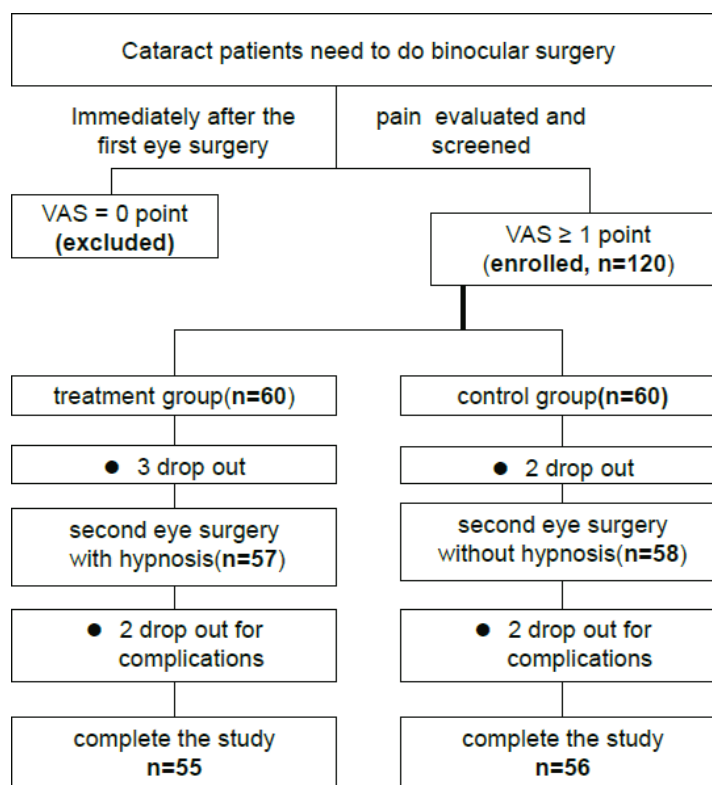 Cataract patients need to do binocular surgery
Immediately after the
first eye surgery
pain evaluated and
screened
VAS = 0 point
(excluded)
VAS ≥ 1 point
(enrolled, n=120)
treatment group(n=60)
control group(n=60)
● 3 drop out
● 2 drop out
second eye surgery
with hypnosis(n=57)
second eye surgery
without hypnosis(n=58)
● 2 drop out for
complications
● 2 drop out for
complications
complete the study
n=55
complete the study
n=56